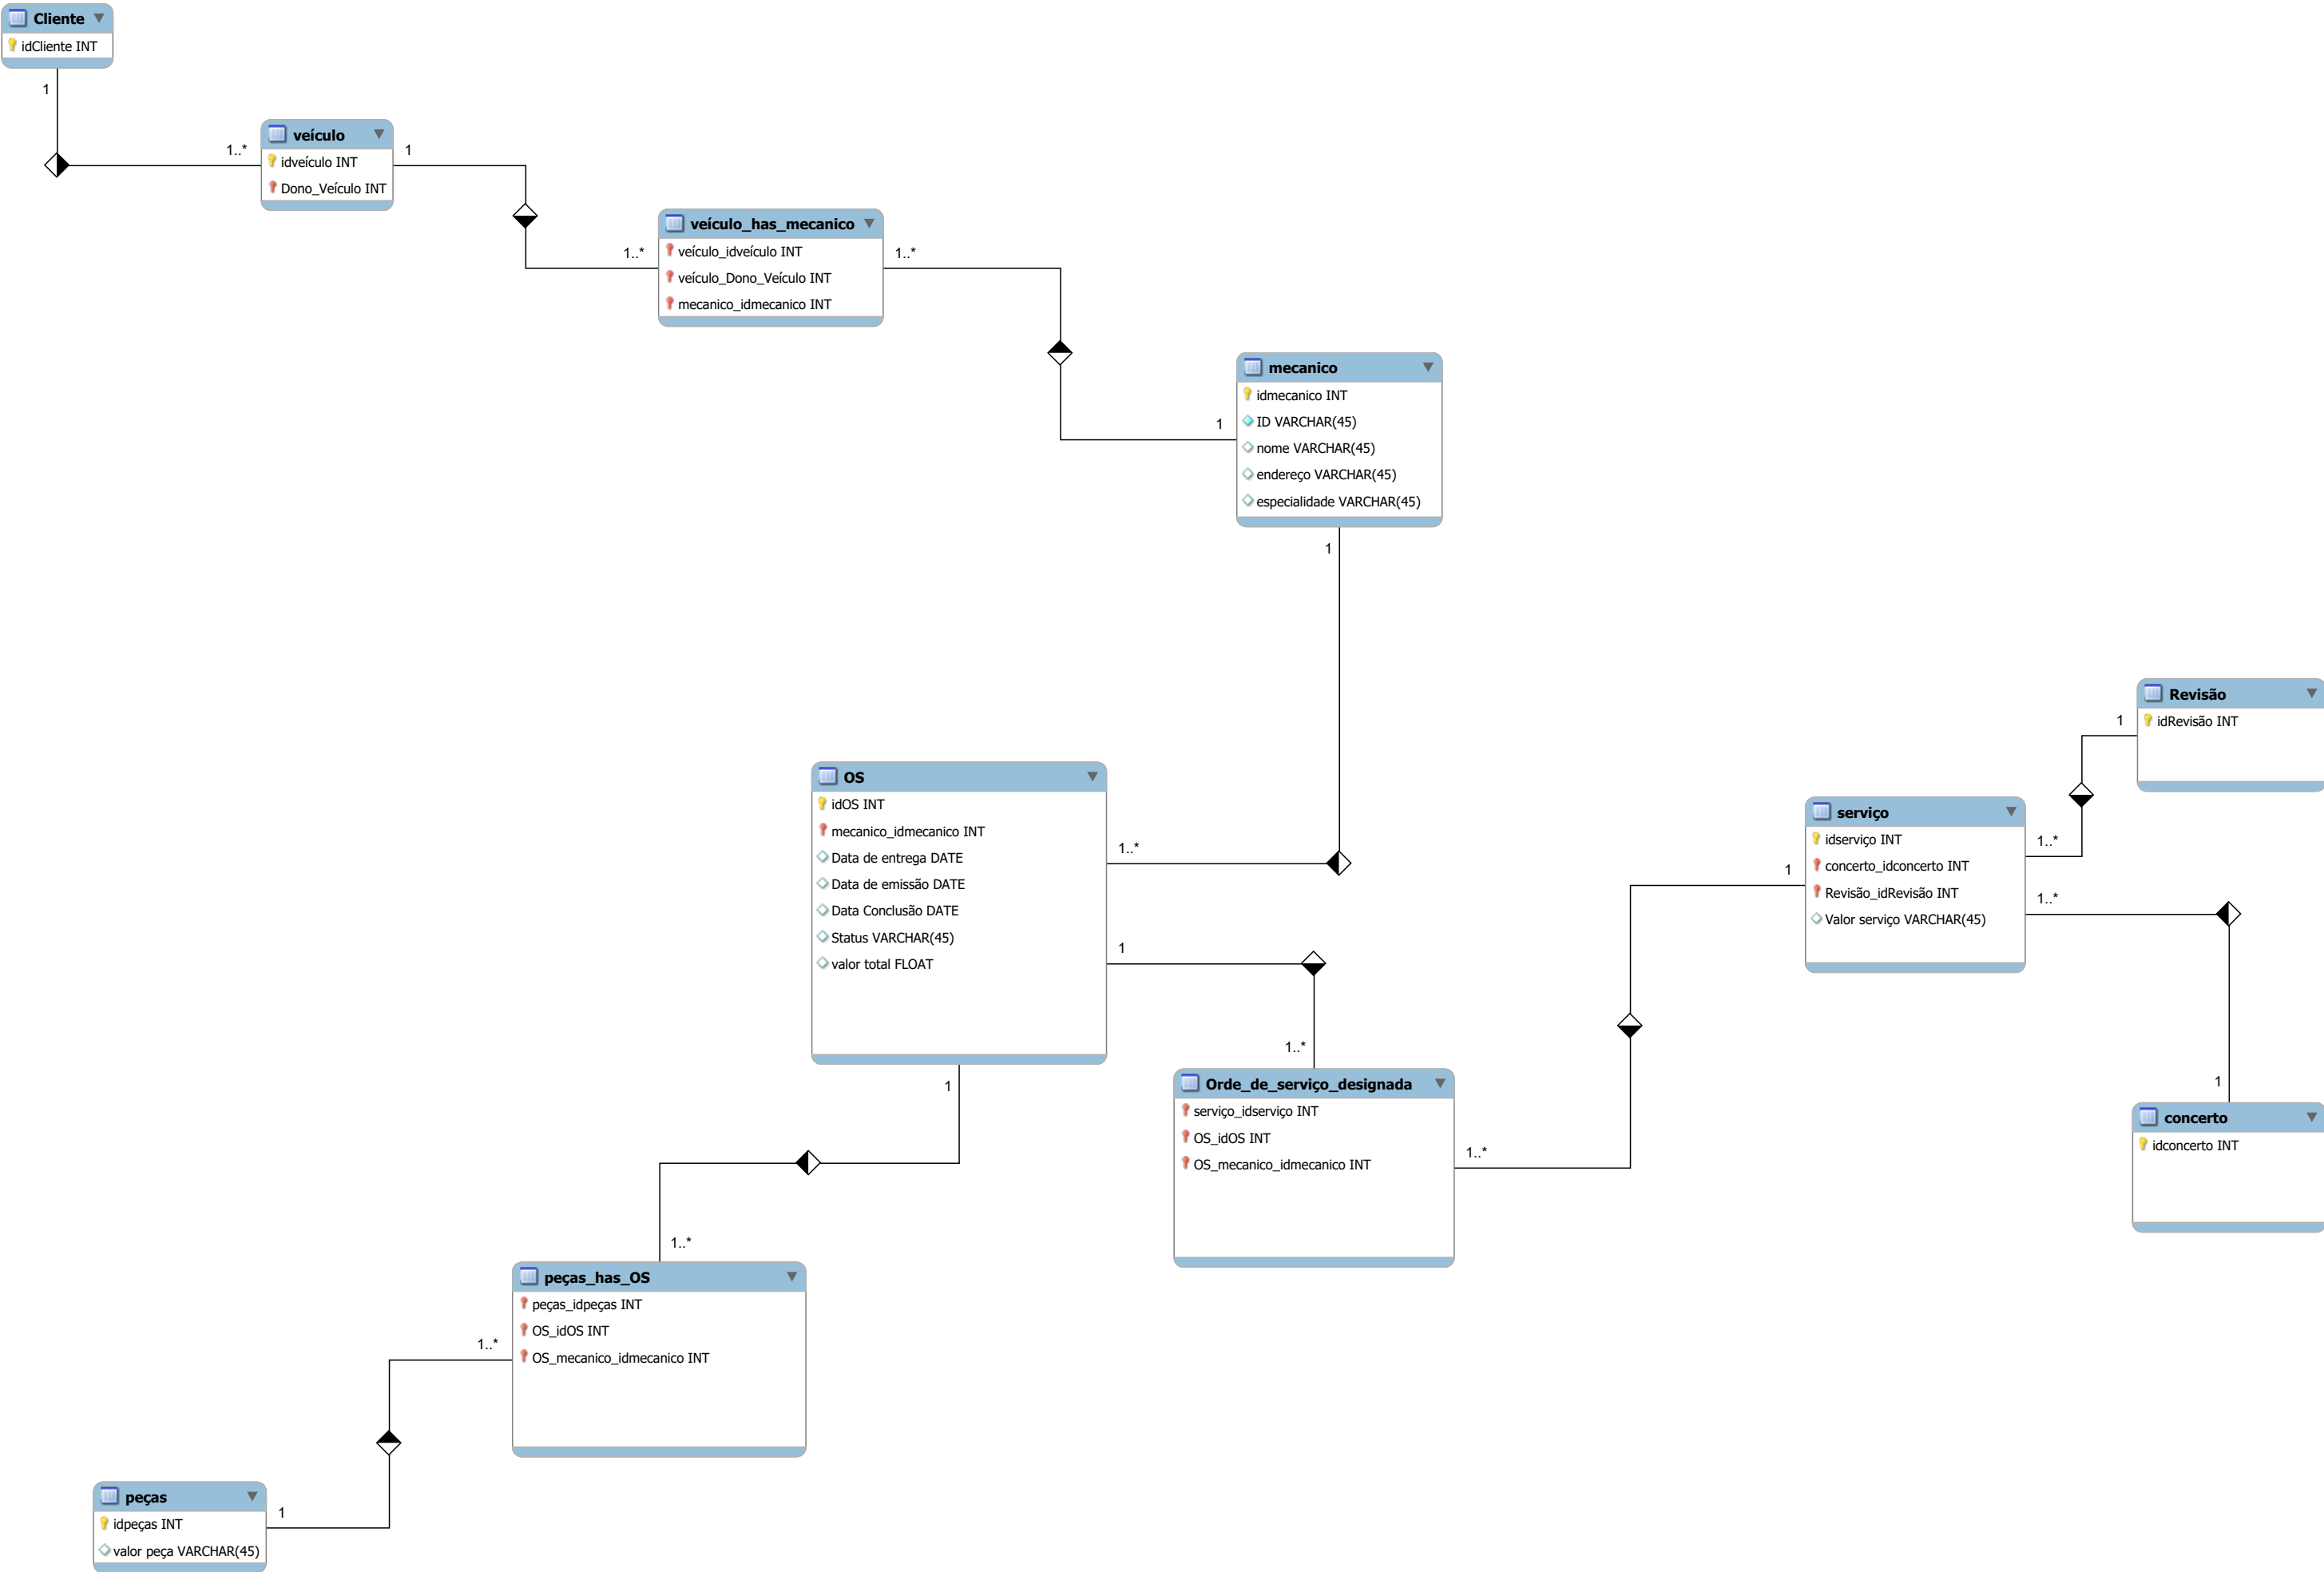 Cliente
idCliente INT
1
1..*
veículo
idveículo INT
Dono_Veículo INT
1
1..*
veículo_has_mecanico
veículo_idveículo INT
veículo_Dono_Veículo INT
mecanico_idmecanico INT
1..*
1
mecanico
idmecanico INT
ID VARCHAR(45)
nome VARCHAR(45)
endereço VARCHAR(45)
especialidade VARCHAR(45)
1
OS
idOS INT
mecanico_idmecanico INT
Data de entrega DATE
Data de emissão DATE
Data Conclusão DATE
Status VARCHAR(45)
valor total FLOAT
1..*
1
1
1..*
Revisão
idRevisão INT
1
serviço
idserviço INT
concerto_idconcerto INT
Revisão_idRevisão INT
Valor serviço VARCHAR(45)
1..*
1..*
1
1
concerto
idconcerto INT
Orde_de_serviço_designada
serviço_idserviço INT
OS_idOS INT
OS_mecanico_idmecanico INT
1..*
1..*
peças_has_OS
peças_idpeças INT
OS_idOS INT
OS_mecanico_idmecanico INT
1..*
peças
idpeças INT
valor peça VARCHAR(45)
1